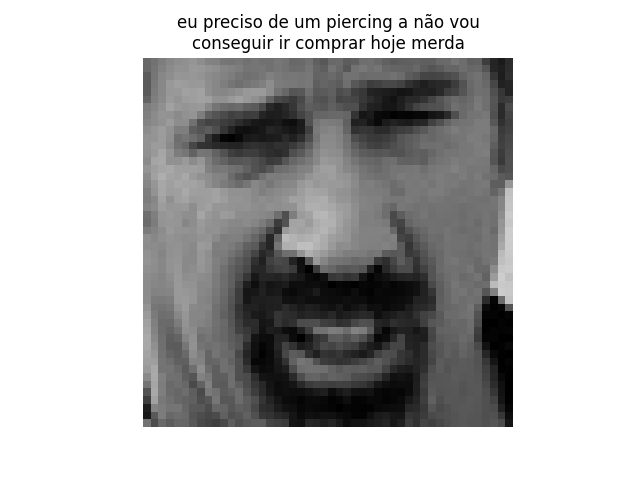 eu preciso de um piercing a não vou
conseguir ir comprar hoje merda